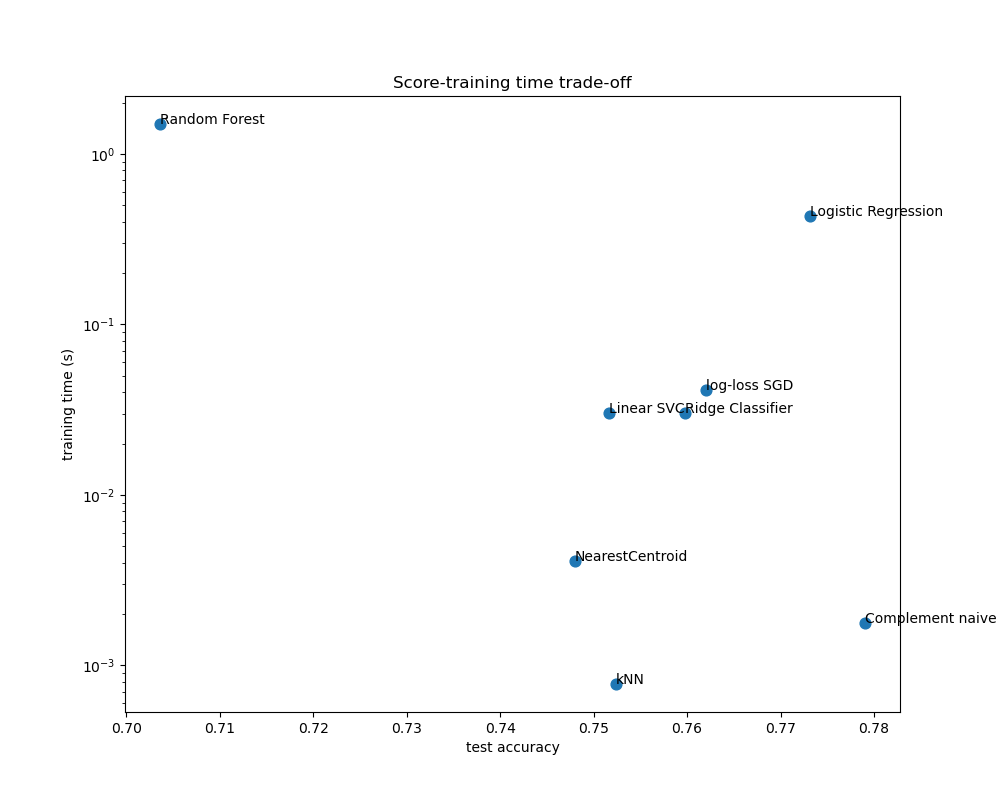 Score-training time trade-off
Random Forest
10⁰
Logistic Regression
10⁻¹
log-loss SGD
Linear SVC
Ridge Classifier
training time (s)
10⁻²
NearestCentroid
Complement naive
10⁻³
kNN
0.70 0.71 0.72 0.73 0.74 0.75 0.76 0.77 0.78
test accuracy